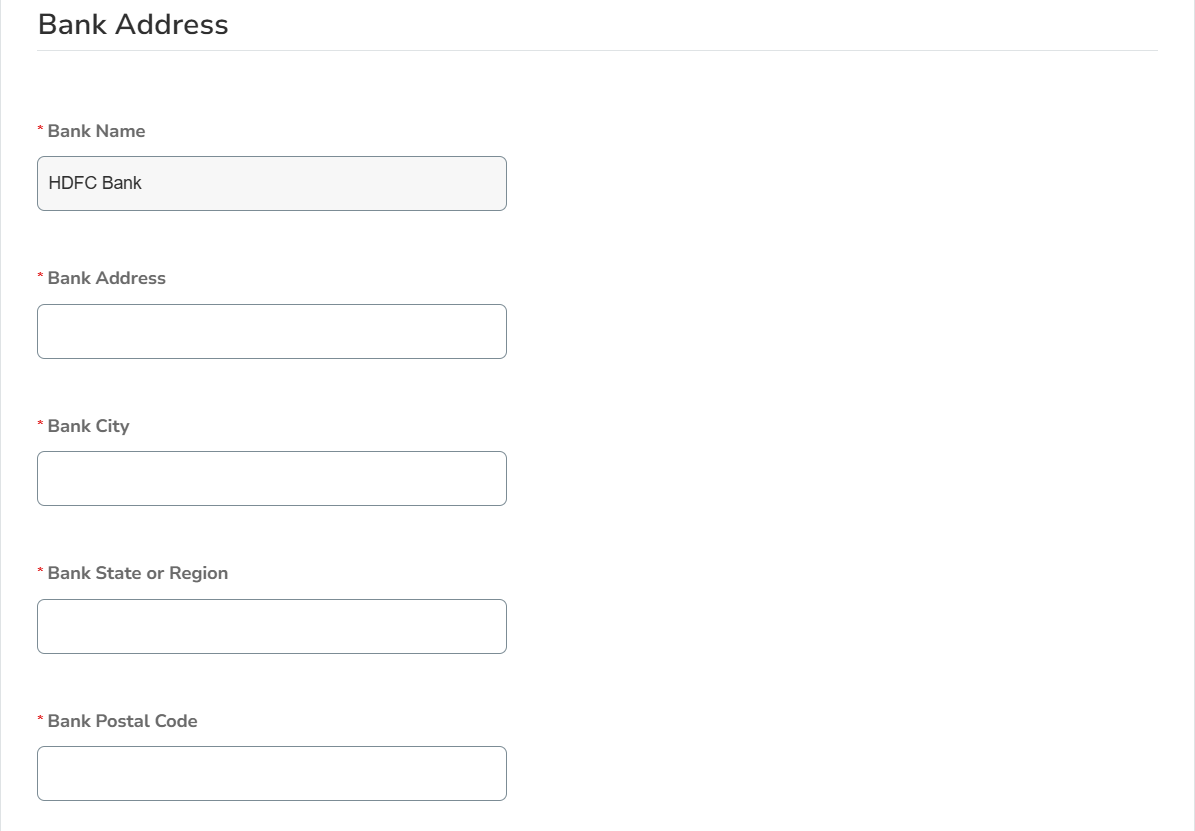 Bank Address
* Bank Name
HDFC Bank
* Bank Address
* Bank City
* Bank State or Region
* Bank Postal Code